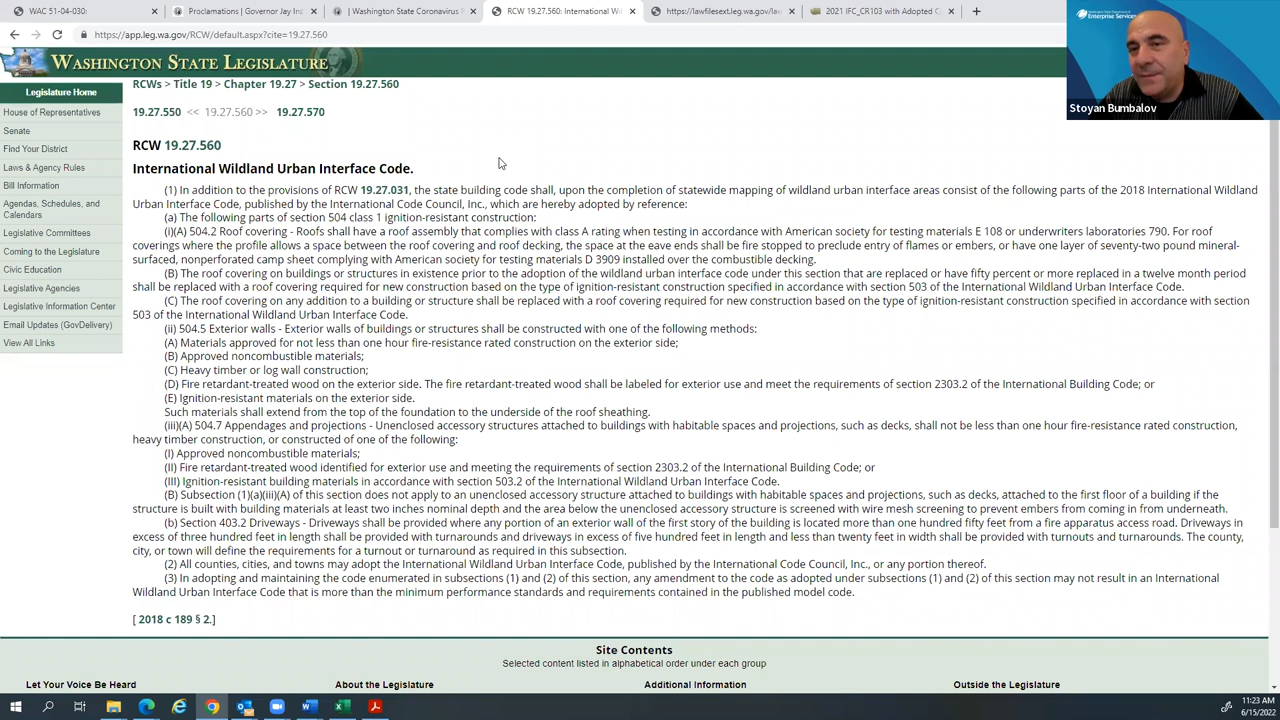 WAC 51-04-030:
Proclamations | Governor Jay In
| Washington State Coronavirus
RCW 19.27.560: International Wi
https://lawfilesext.leg.wa.gov/la
2021 IFC_CR103 with Adopted C
https://app.leg.wa.gov/RCW/default.aspx?cite=19.27.560
Washington State Department of
Enterprise Services
Stoyan Bumbalov
WASHINGTON STATE LEGISLATURE
Legislature Home
House of Representatives
Senate
Find Your District
Laws & Agency Rules
Bill Information
Agendas, Schedules, and
Calendars
Legislative Committees
Coming to the Legislature
Civic Education
Legislative Agencies
Legislative Information Center
Email Updates (GovDelivery)
View All Links
RCWs > Title 19 > Chapter 19.27 > Section 19.27.560
19.27.550 << 19.27.560 >> 19.27.570
RCW 19.27.560
International Wildland Urban Interface Code.
(1) In addition to the provisions of RCW 19.27.031, the state building code shall, upon the completion of statewide mapping of wildland urban interface areas consist of the following parts of the 2018 International Wildland
Urban Interface Code, published by the International Code Council, Inc., which are hereby adopted by reference:
(a) The following parts of section 504 class 1 ignition-resistant construction:
(i)(A) 504.2 Roof covering - Roofs shall have a roof assembly that complies with class A rating when testing in accordance with American society for testing materials E 108 or underwriters laboratories 790. For roof
coverings where the profile allows a space between the roof covering and roof decking, the space at the eave ends shall be fire stopped to preclude entry of flames or embers, or have one layer of seventy-two pound mineral-
surfaced, nonperforated camp sheet complying with American society for testing materials D 3909 installed over the combustible decking.
(B) The roof covering on buildings or structures in existence prior to the adoption of the wildland urban interface code under this section that are replaced or have fifty percent or more replaced in a twelve month period
shall be replaced with a roof covering required for new construction based on the type of ignition-resistant construction specified in accordance with section 503 of the International Wildland Urban Interface Code.
(C) The roof covering on any addition to a building or structure shall be replaced with a roof covering required for new construction based on the type of ignition-resistant construction specified in accordance with section
503 of the International Wildland Urban Interface Code.
(ii) 504.5 Exterior walls - Exterior walls of buildings or structures shall be constructed with one of the following methods:
(A) Materials approved for not less than one hour fire-resistance rated construction on the exterior side;
(B) Approved noncombustible materials;
(C) Heavy timber or log wall construction;
(D) Fire retardant-treated wood on the exterior side. The fire retardant-treated wood shall be labeled for exterior use and meet the requirements of section 2303.2 of the International Building Code; or
(E) Ignition-resistant materials on the exterior side.
Such materials shall extend from the top of the foundation to the underside of the roof sheathing.
(iii)(A) 504.7 Appendages and projections - Unenclosed accessory structures attached to buildings with habitable spaces and projections, such as decks, shall not be less than one hour fire-resistance rated construction,
heavy timber construction, or constructed of one of the following:
(I) Approved noncombustible materials;
(II) Fire retardant-treated wood identified for exterior use and meeting the requirements of section 2303.2 of the International Building Code; or
(III) Ignition-resistant building materials in accordance with section 503.2 of the International Wildland Urban Interface Code.
(B) Subsection (1)(a)(iii)(A) of this section does not apply to an unenclosed accessory structure attached to buildings with habitable spaces and projections, such as decks, attached to the first floor of a building if the
structure is built with building materials at least two inches nominal depth and the area below the unenclosed accessory structure is screened with wire mesh screening to prevent embers from coming in from underneath.
(b) Section 403.2 Driveways - Driveways shall be provided where any portion of an exterior wall of the first story of the building is located more than one hundred fifty feet from a fire apparatus access road. Driveways in
excess of three hundred feet in length shall be provided with turnarounds and driveways in excess of five hundred feet in length and less than twenty feet in width shall be provided with turnouts and turnarounds. The county,
city, or town will define the requirements for a turnout or turnaround as required in this subsection.
(2) All counties, cities, and towns may adopt the International Wildland Urban Interface Code, published by the International Code Council, Inc., or any portion thereof.
(3) In adopting and maintaining the code enumerated in subsections (1) and (2) of this section, any amendment to the code as adopted under subsections (1) and (2) of this section may not result in an International
Wildland Urban Interface Code that is more than the minimum performance standards and requirements contained in the published model code.
[ 2018 c 189 § 2.]
Site Contents
Selected content listed in alphabetical order under each group
Let Your Voice Be Heard
About the Legislature
Additional Information
Outside the Legislature
11:23 AM
6/15/2022